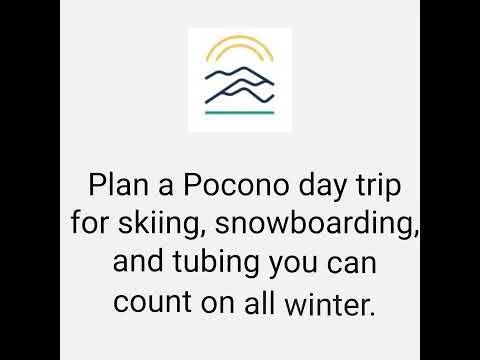 Plan a Pocono day trip
for skiing, snowboarding,
and tubing you can
count on all winter.